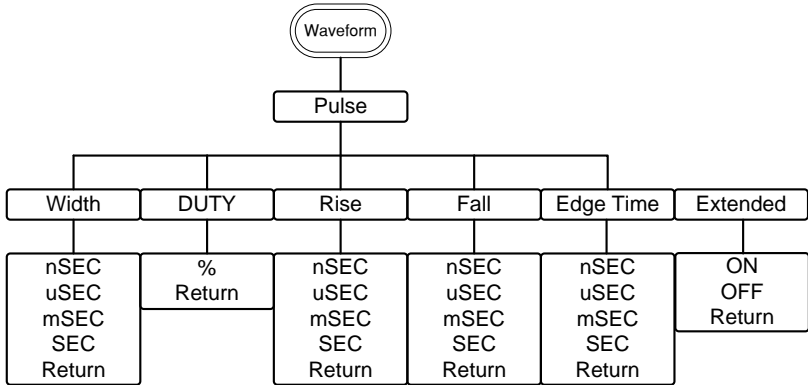 Waveform
Pulse
Width
DUTY
Rise
Fall
Edge Time
Extended
nSEC
uSEC
mSEC
SEC
Return
%
Return
nSEC
uSEC
mSEC
SEC
Return
nSEC
uSEC
mSEC
SEC
Return
nSEC
uSEC
mSEC
SEC
Return
ON
OFF
Return